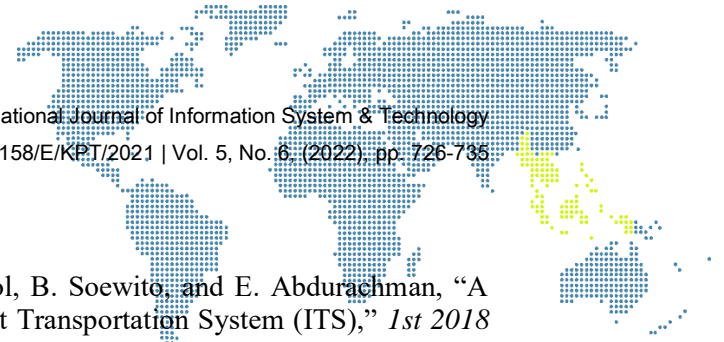 ational Journal of Information System & Technology
158/E/KPT/2021 | Vol. 5, No. 6, (2022), pp. 726-735
ol, B. Soewito, and E. Abdurachman, “A
t Transportation System (ITS),” 1st 2018